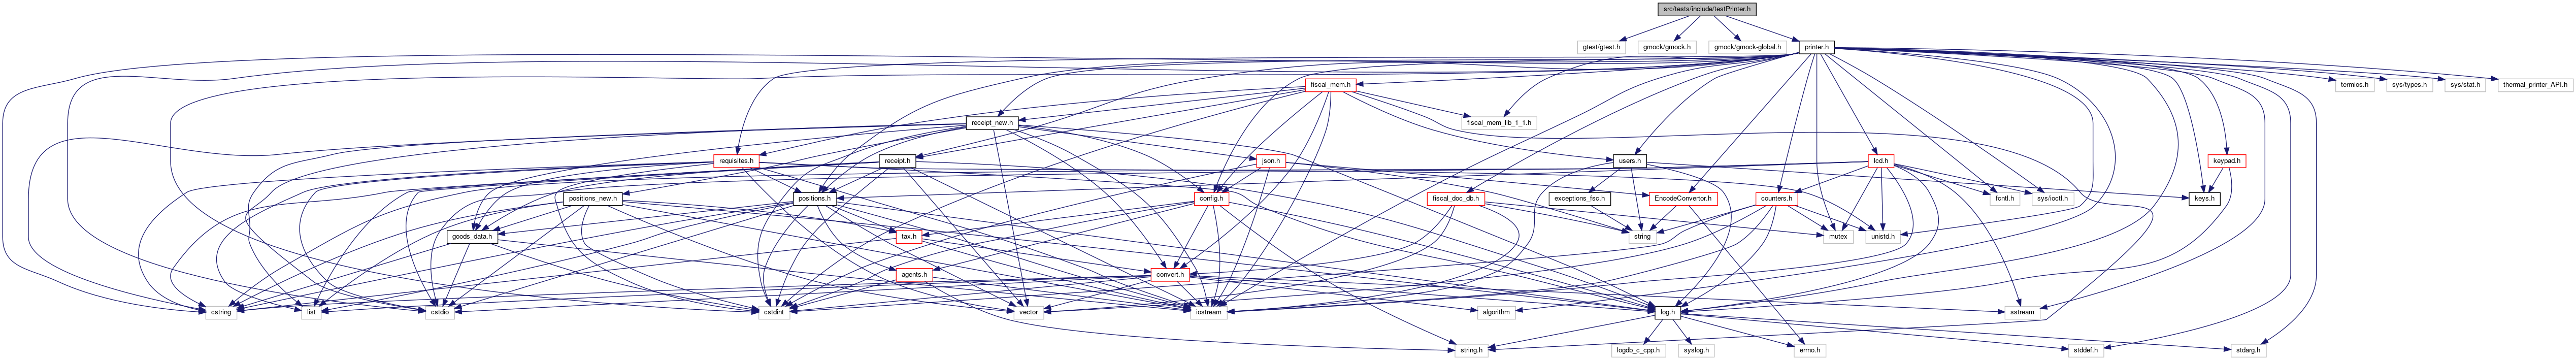 src/tests/include/testPrinter.h
gtest/gtest.h
gmock/gmock.h
gmock/gmock-global.h
printer.h
fiscal_mem.h
termios.h
sys/types.h
sys/stat.h
thermal_printer_API.h
receipt_new.h
fiscal_mem_lib_1_1.h
requisites.h
receipt.h
json.h
users.h
lcd.h
keypad.h
positions_new.h
positions.h
config.h
fiscal_doc_db.h
exceptions_fsc.h
EncodeConvertor.h
counters.h
fcntl.h
sys/ioctl.h
keys.h
goods_data.h
tax.h
string
mutex
unistd.h
agents.h
convert.h
cstring
list
cstdio
cstdint
vector
iostream
algorithm
log.h
sstream
string.h
logdb_c_cpp.h
syslog.h
errno.h
stddef.h
stdarg.h